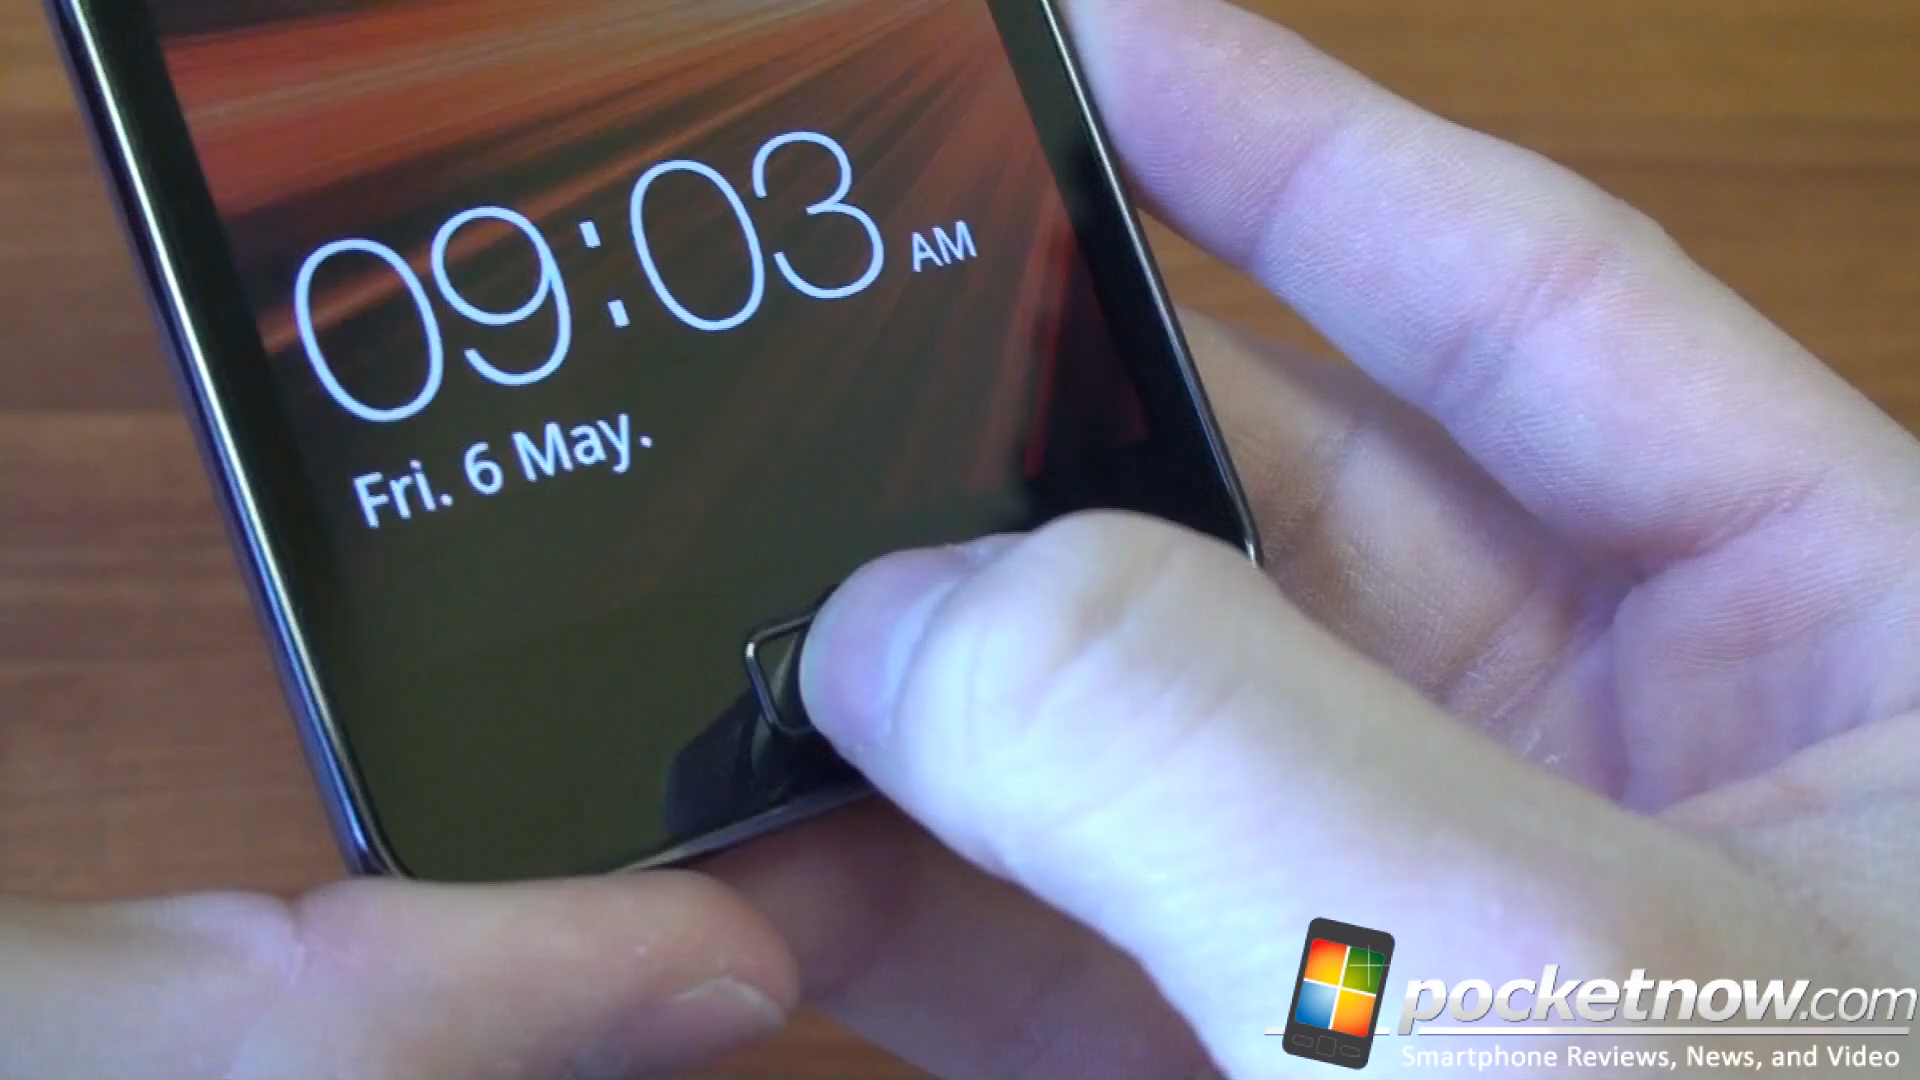 09:03 AM
Fri. 6 May.
pocketnow.com
Smartphone Reviews, News, and Video